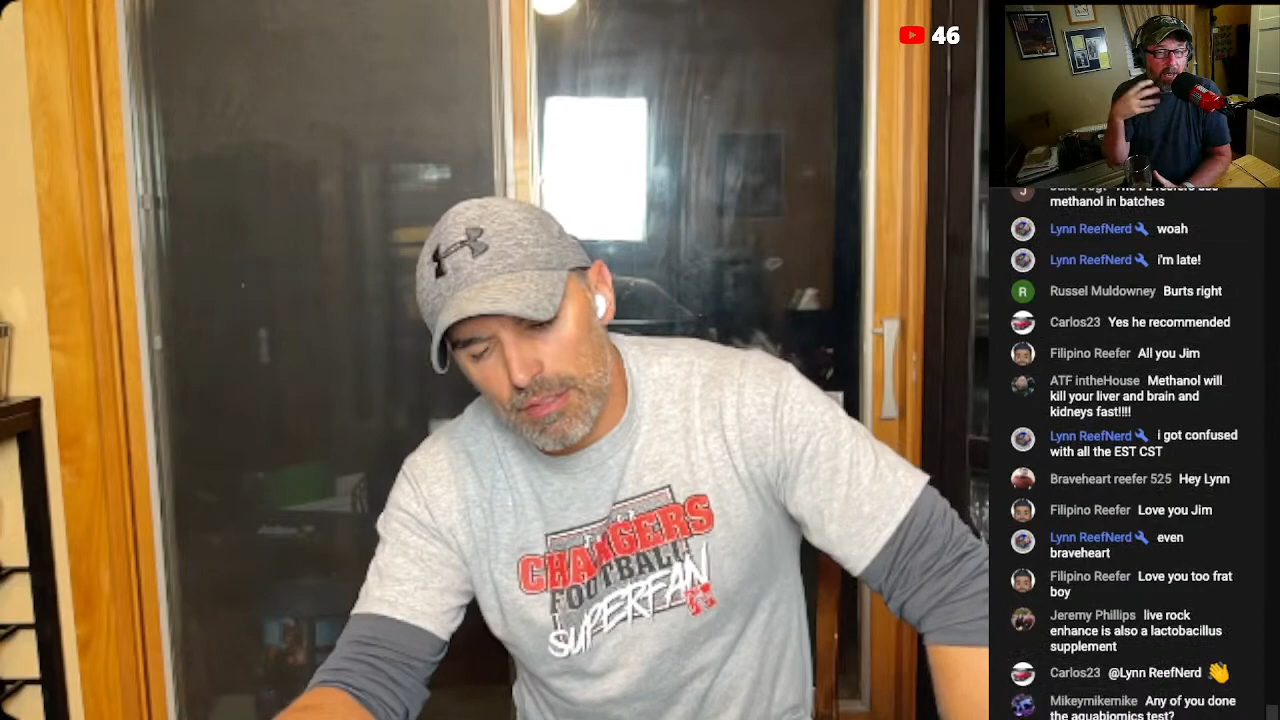 46
methanol in batches
Lynn ReefNerd woah
Lynn ReefNerd i'm late!
R Russel Muldowney Burts right
Carlos23 Yes he recommended
Filipino Reefer All you Jim
ATF intheHouse Methanol will
kill your liver and brain and
kidneys fast!!!!
Lynn ReefNerd i got confused
with all the EST CST
Braveheart reefer 525 Hey Lynn
Filipino Reefer Love you Jim
Lynn ReefNerd even
braveheart
Filipino Reefer Love you too frat
boy
Jeremy Phillips live rock
enhance is also a lactobacillus
supplement
Carlos23 @Lynn ReefNerd 👋
Mikeymikemike Any of you done
the aquabiomics test?
CHARGERS
FOOTBALL
SUPERFAN